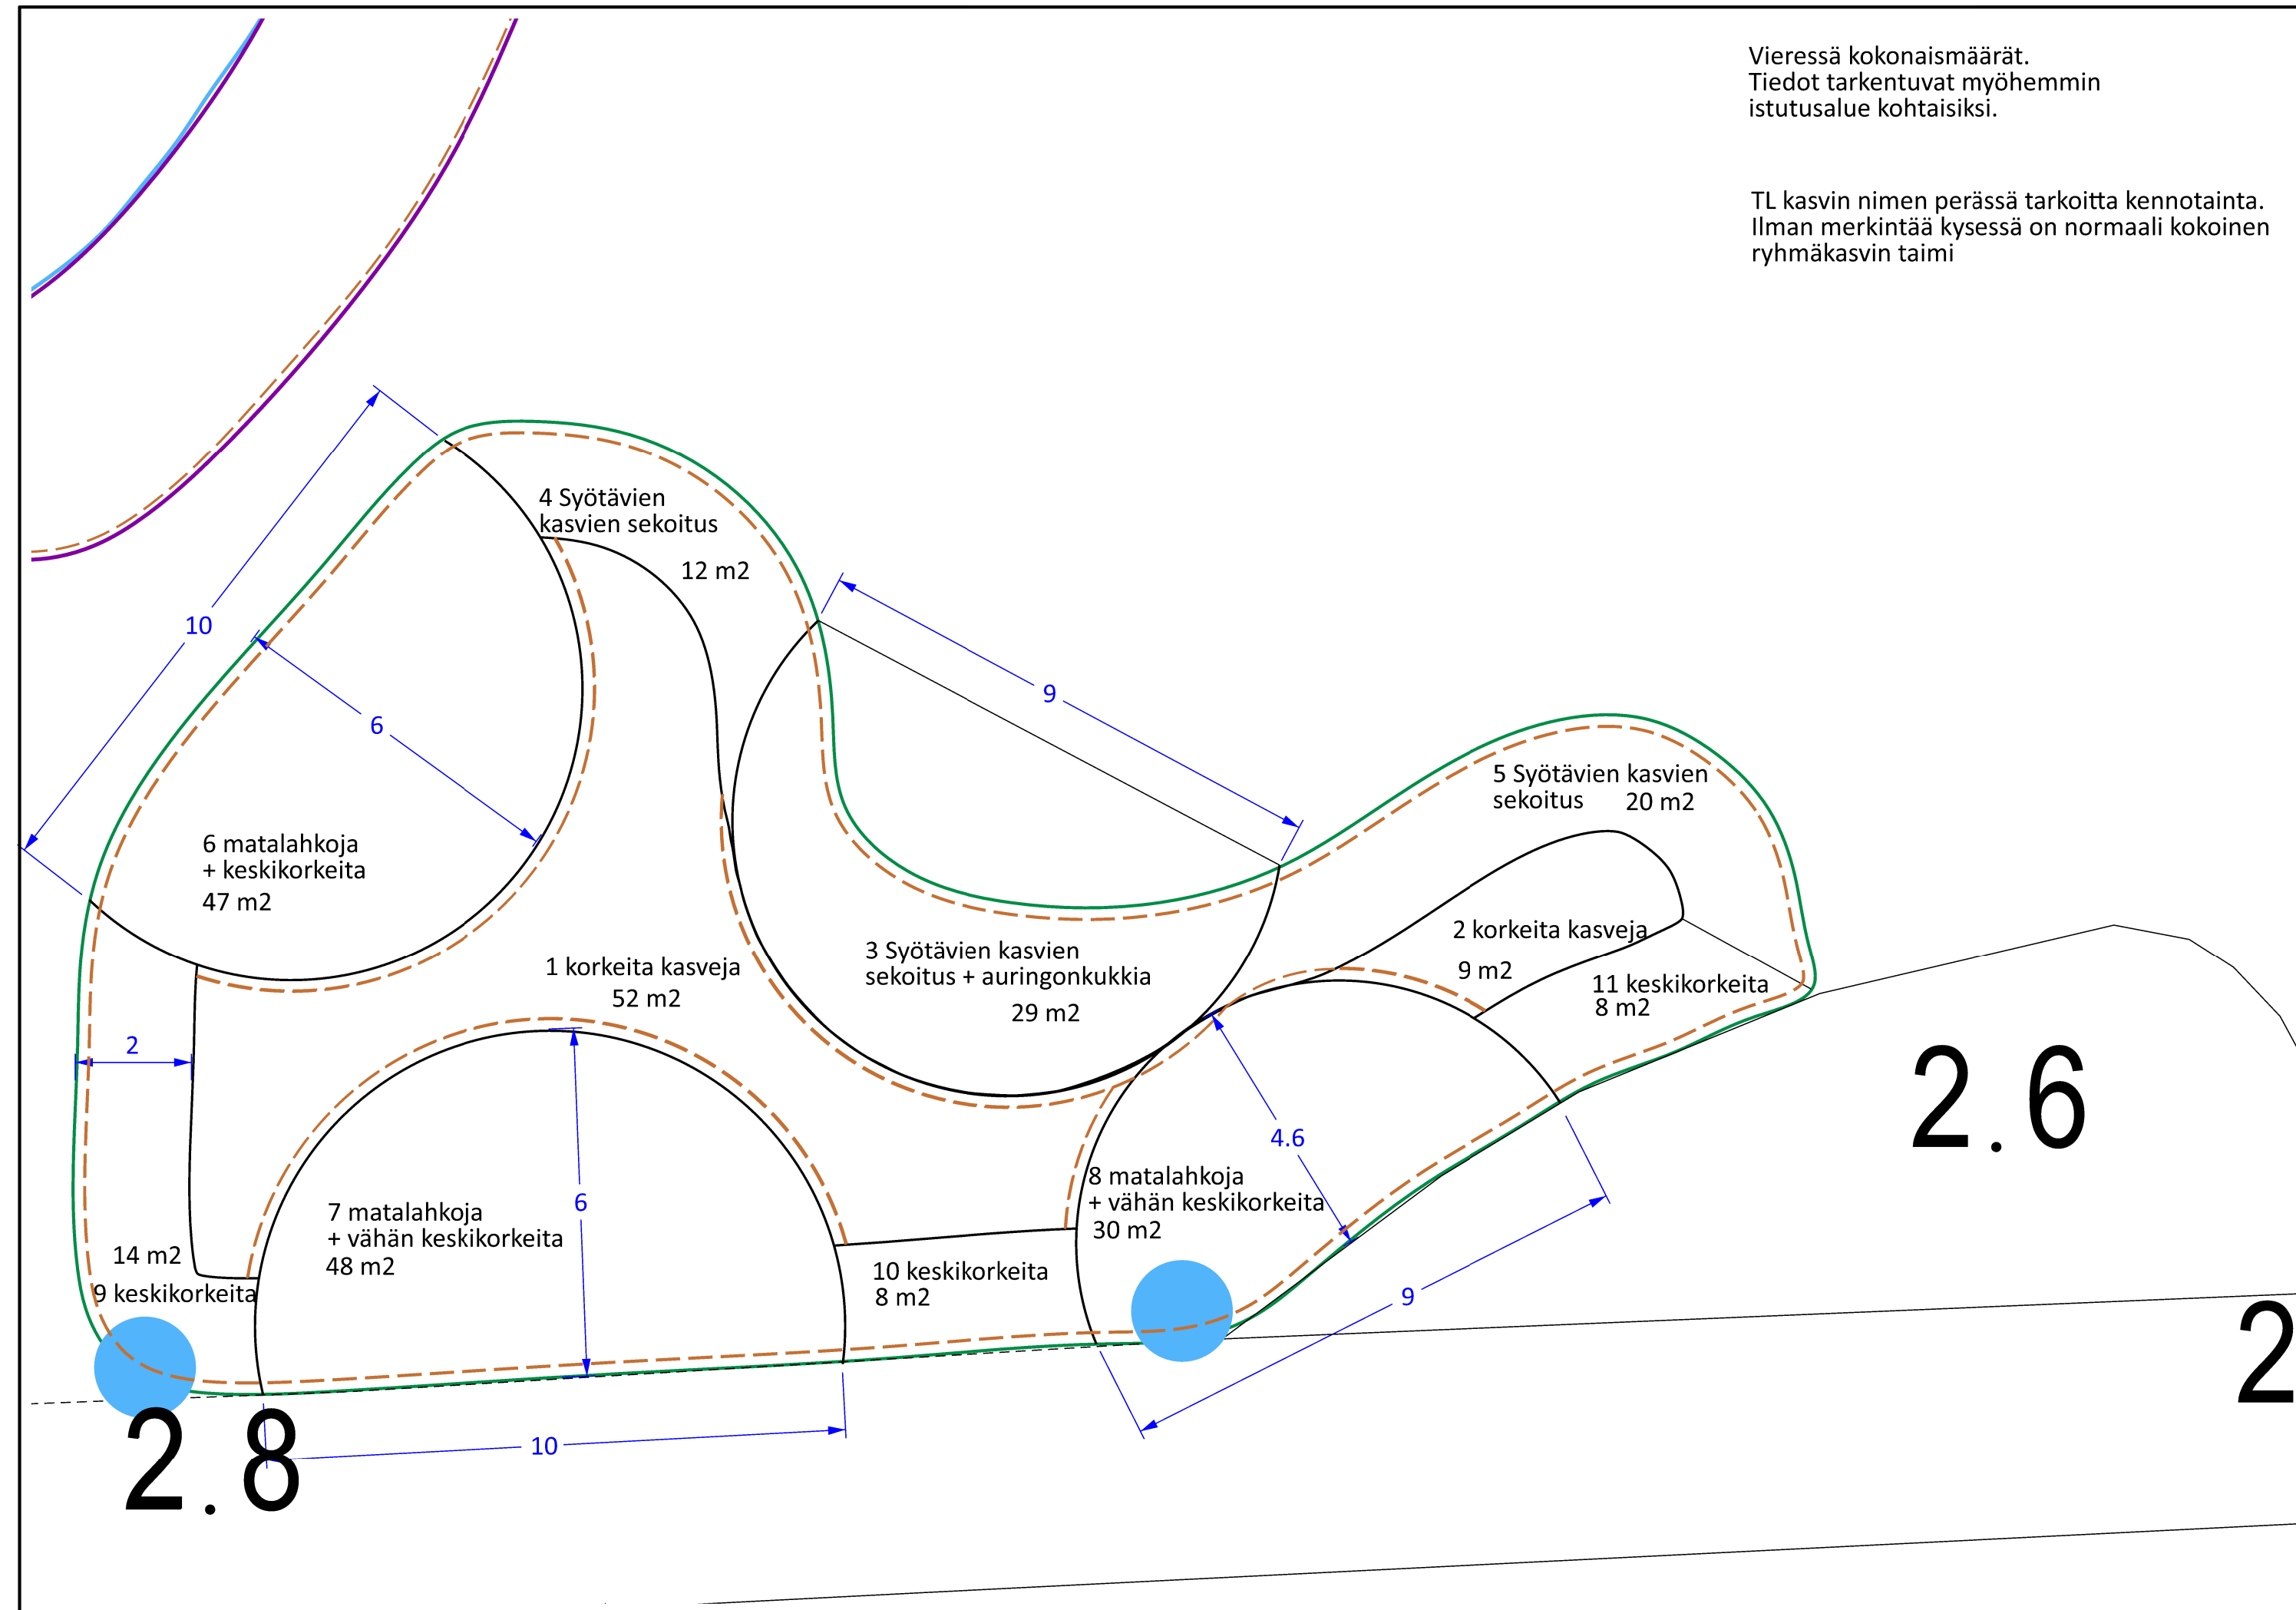 Vieressä kokonaismäärät.
Tiedot tarkentuvat myöhemmin
istutusalue kohtaisiksi.
TL kasvin nimen perässä tarkoitta kennotainta.
Ilman merkintää kysessä on normaali kokoinen
ryhmäkasvin taimi
4 Syötävien
kasvien sekoitus
12 m2
10
9
6
5 Syötävien kasvien
sekoitus 20 m2
6 matalahkoja
+ keskikorkeita
47 m2
2 korkeita kasveja
9 m2
3 Syötävien kasvien
sekoitus + auringonkukkia
29 m2
1 korkeita kasveja
52 m2
11 keskikorkeita
8 m2
2
2.6
4.6
8 matalahkoja
+ vähän keskikorkeita
30 m2
6
7 matalahkoja
+ vähän keskikorkeita
48 m2
14 m2
9 keskikorkeita
10 keskikorkeita
8 m2
9
2
2.8
10